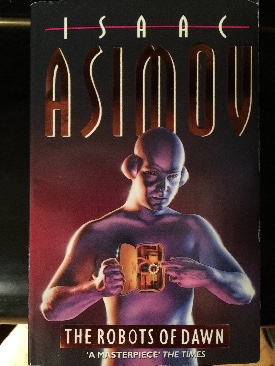 ISAAC
ASIMOV
THE ROBOTS OF DAWN
'A MASTERPIECE' THE TIMES